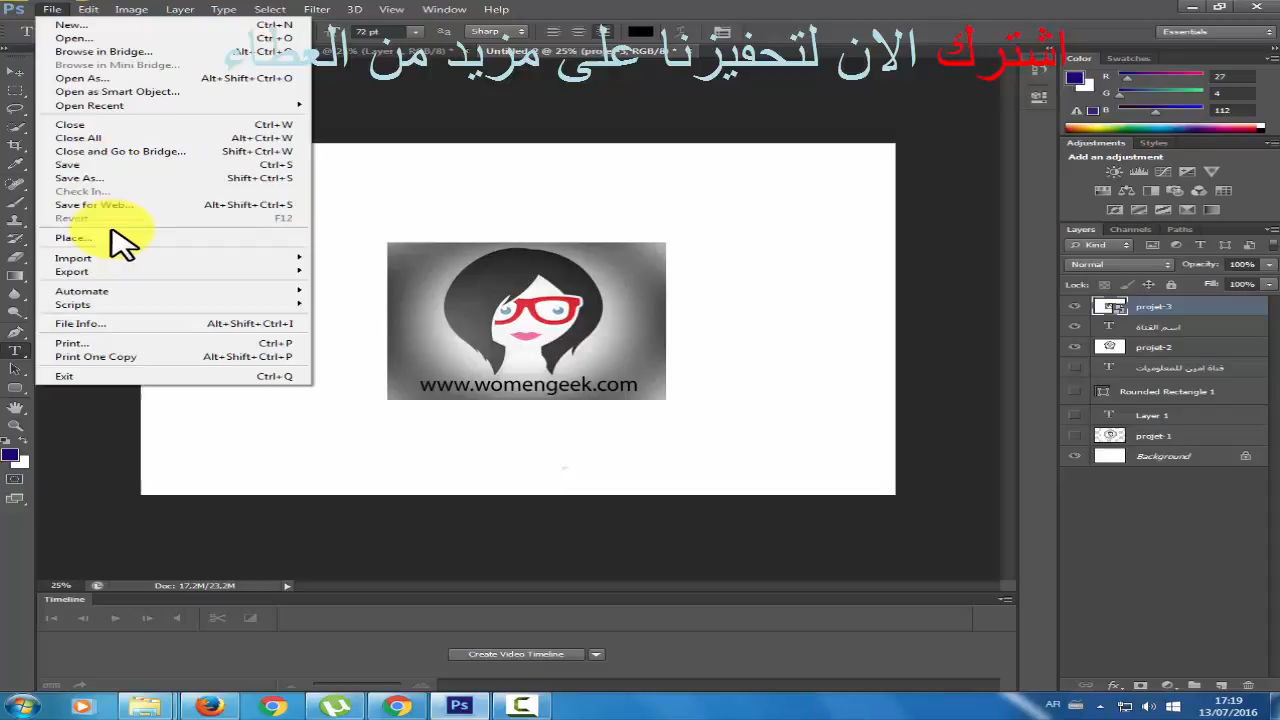 Ps File Edit Image Layer Type Select Filter 3D View Window Help
72 pt Sharp Essentials
اشترك الان لتحفيزنا على مزيد من العطاء
New... Ctrl+N
Open... Ctrl+O
Browse in Bridge... Alt+Ctrl+O
Browse in Mini Bridge...
Open As... Alt+Shift+Ctrl+O
Open as Smart Object...
Open Recent
Close Ctrl+W
Close All Alt+Ctrl+W
Close and Go to Bridge... Shift+Ctrl+W
Save Ctrl+S
Save As... Shift+Ctrl+S
Check In...
Save for Web... Alt+Shift+Ctrl+S
Revert F12
Place...
Import
Export
Automate
Scripts
File Info... Alt+Shift+Ctrl+I
Print... Ctrl+P
Print One Copy Alt+Shift+Ctrl+P
Exit Ctrl+Q
www.womengeek.com
Color Swatches
R 27
G 4
B 112
Adjustments Styles
Add an adjustment
Layers Channels Paths
Kind
Normal Opacity: 100%
Lock: Fill: 100%
projet-3
اسم القناة
projet-2
قناة امين للمعلوميات
Rounded Rectangle 1
Layer 1
projet-1
Background
25% Doc: 17,2M/23,2M
Timeline
Create Video Timeline
AR 17:19
13/07/2016